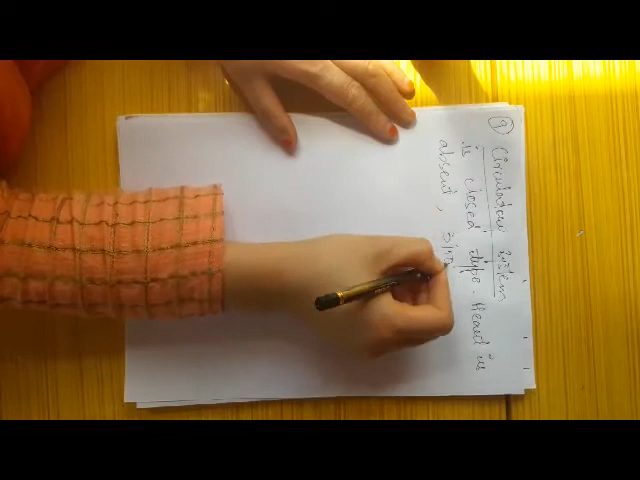 9) Circulatory system
is closed type. Heart is
absent,